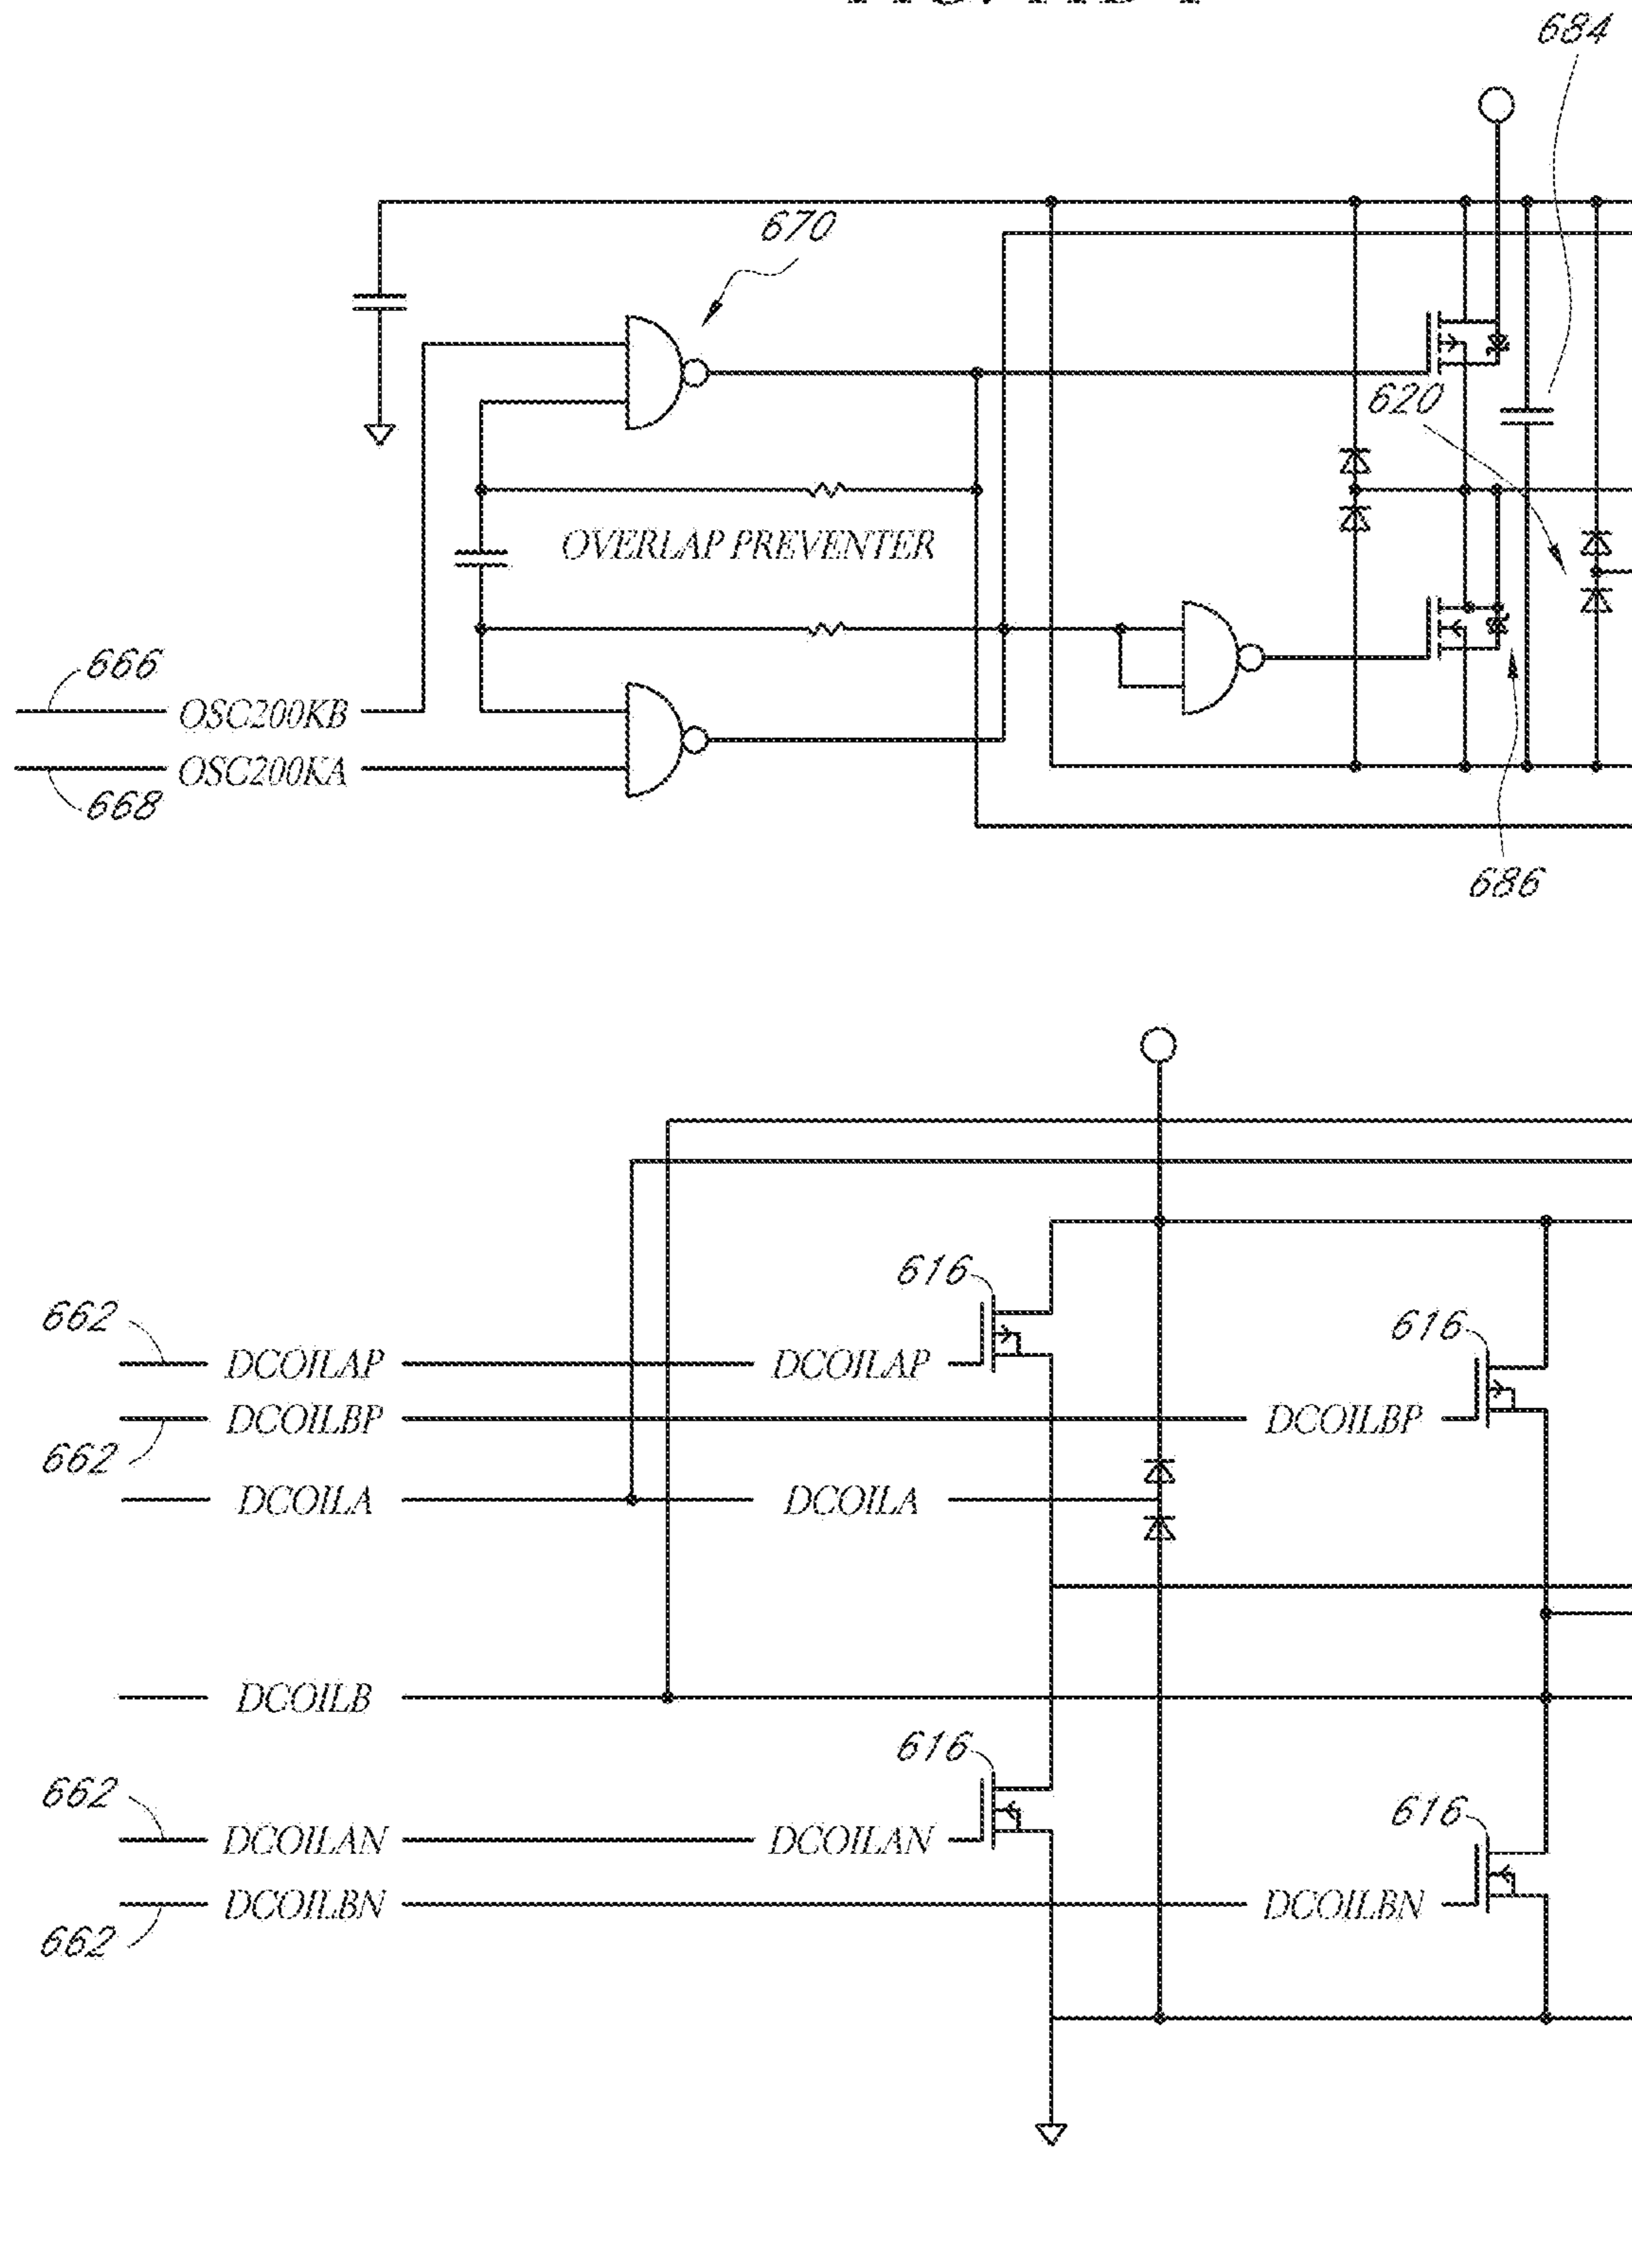 684
670
620
OVERLAP PREVENTER
666
OSC200KB
OSC200KA
668
686
616
662
616
DCOILAP DCOILAP
DCOILBP DCOILBP
662
DCOILA DCOILA
DCOILB
616
662
616
DCOILAN DCOILAN
DCOILBN DCOILBN
662